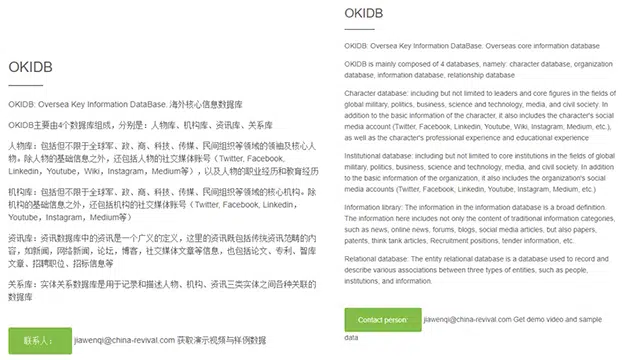 OKIDB
OKIDB: Oversea Key Information DataBase. 海外核心信息数据库
OKIDB主要由4个数据库组成，分别是：人物库、机构库、资讯库、关系库
人物库：包括但不限于全球军、政、商、科技、传媒、民间组织等领域的领袖及核心人
物。除人物的基础信息之外，还包括人物的社交媒体账号（Twitter, Facebook,
Linkedin，Youtube，Wiki，Instagram，Medium等），以及人物的职业经历和教育经历
机构库：包括但不限于全球军、政、商、科技、传媒、民间组织等领域的核心机构。除
机构的基础信息之外，还包括机构的社交媒体账号（Twitter, Facebook, Linkedin，
Youtube，Instagram，Medium等）
资讯库：资讯数据库中的资讯是一个广义的定义，这里的资讯既包括传统资讯范畴的内
容，如新闻，网络新闻，论坛，博客，社交媒体文章等信息，也包括论文、专利、智库
文章、招聘职位、招标信息等
关系库：实体关系数据库是用于记录和描述人物、机构、资讯三类实体之间各种关联的
数据库
联系人： jiawenqi@china-revival.com 获取演示视频与样例数据
OKIDB
OKIDB: Oversea Key Information DataBase. Overseas core information database
OKIDB is mainly composed of 4 databases, namely: character database, organization
database, information database, relationship database
Character database: including but not limited to leaders and core figures in the fields of
global military, politics, business, science and technology, media, and civil society. In
addition to the basic information of the character, it also includes the character's social
media account (Twitter, Facebook, Linkedin, Youtube, Wiki, Instagram, Medium, etc.),
as well as the character's professional experience and educational experience
Institutional database: including but not limited to core institutions in the fields of global
military, politics, business, science and technology, media, and civil society. In addition
to the basic information of the organization, it also includes the organization's social
media accounts (Twitter, Facebook, Linkedin, Youtube, Instagram, Medium, etc.)
Information library: The information in the information database is a broad definition.
The information here includes not only the content of traditional information categories,
such as news, online news, forums, blogs, social media articles, but also papers,
patents, think tank articles, Recruitment positions, tender information, etc.
Relational database: The entity relational database is a database used to record and
describe various associations between three types of entities, such as people,
institutions, and information.
Contact person: jiawenqi@china-revival.com Get demo video and sample
data